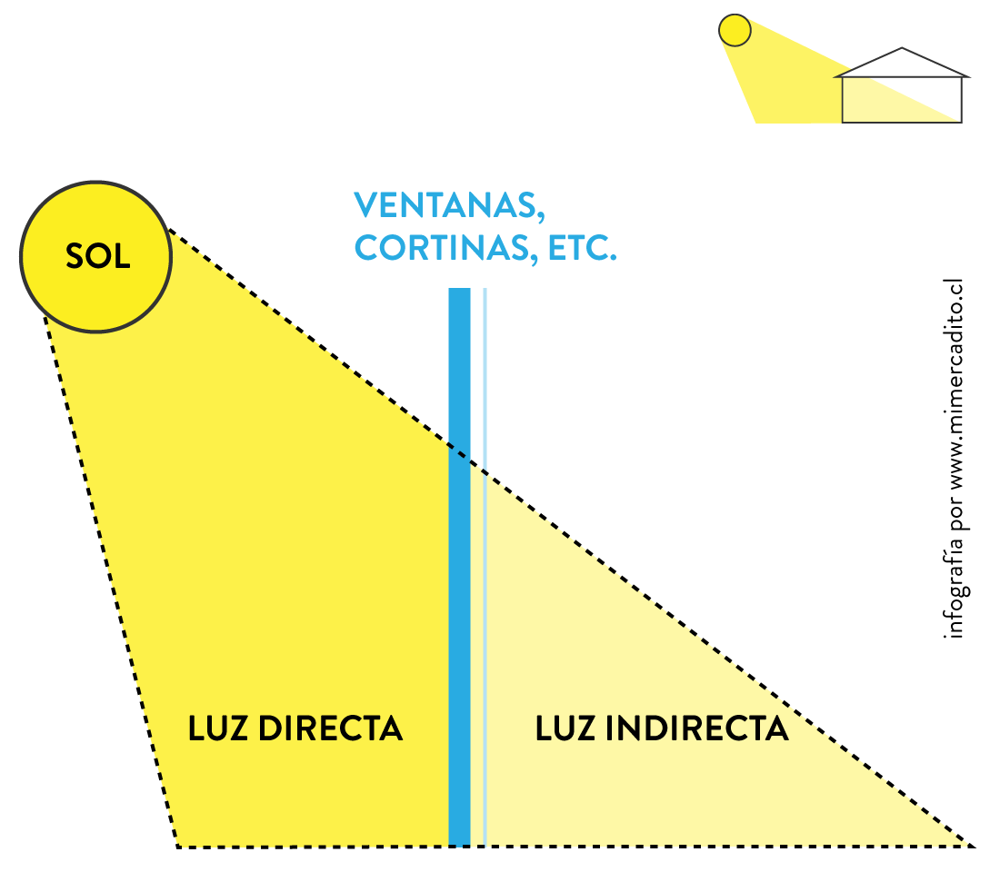 VENTANAS,
CORTINAS, ETC.
SOL
LUZ DIRECTA
LUZ INDIRECTA
infografía por www.mimercadito.cl